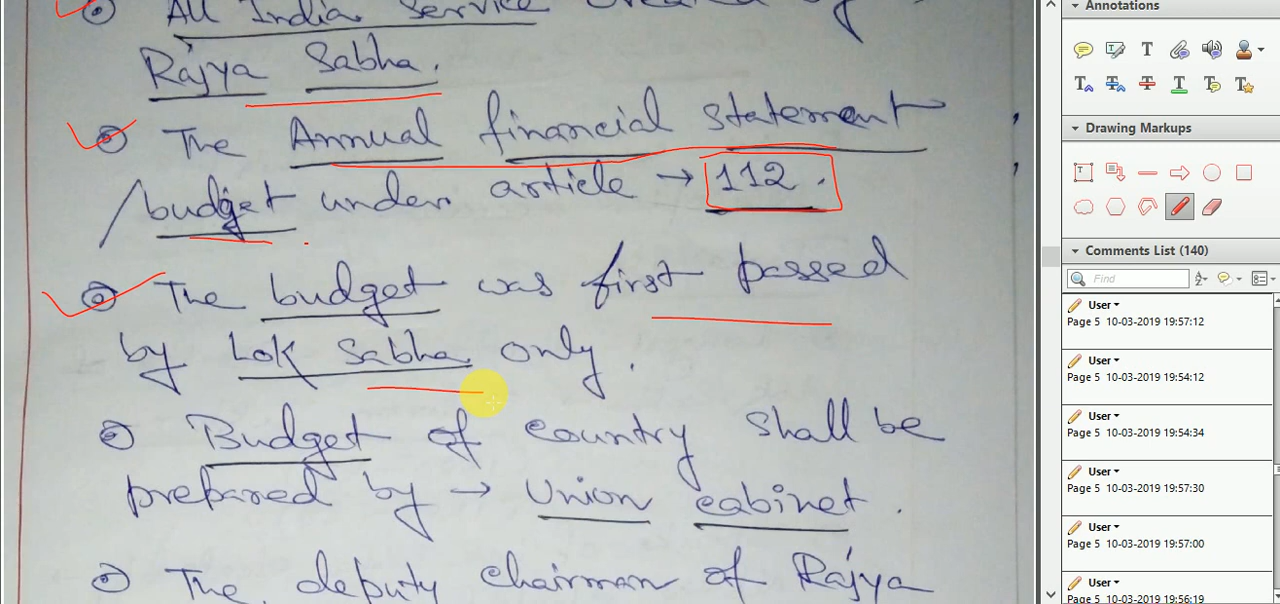 All India Service created by
Rajya Sabha.
The Annual financial statement
/budget under article → 112.
The budget was first passed
by Lok Sabha only.
Budget of country shall be
prepared by → Union cabinet.
The deputy chairman of Rajya
Annotations
T
T T T T T T
Drawing Markups
T
Comments List (140)
Find
User
Page 5 10-03-2019 19:57:12
User
Page 5 10-03-2019 19:54:12
User
Page 5 10-03-2019 19:54:34
User
Page 5 10-03-2019 19:57:30
User
Page 5 10-03-2019 19:57:00
User
Page 5 10-03-2019 19:56:19